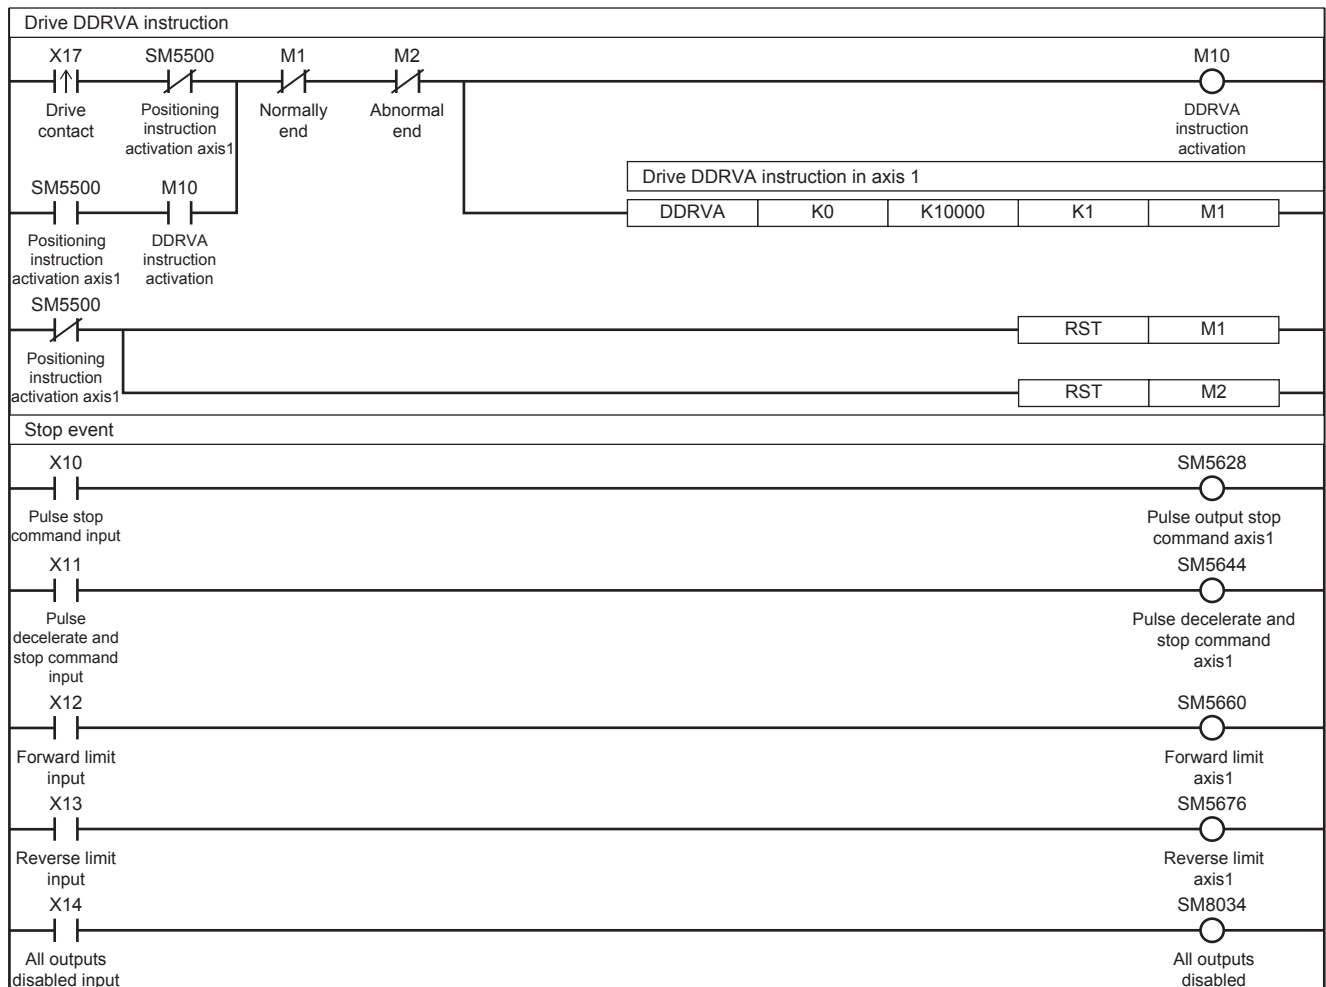 Drive DDRVA instruction
X17 SM5500 M1 M2 M10
Drive Positioning Normally Abnormal DDRVA
contact instruction end end instruction
activation axis1 activation
Drive DDRVA instruction in axis 1
SM5500 M10
DDRVA K0 K10000 K1 M1
Positioning DDRVA
instruction instruction
activation axis1 activation
SM5500
RST M1
Positioning
instruction
activation axis1
RST M2
Stop event
X10 SM5628
Pulse stop Pulse output stop
command input command axis1
X11 SM5644
Pulse Pulse decelerate and
decelerate and stop command
stop command axis1
input
X12 SM5660
Forward limit Forward limit
input axis1
X13 SM5676
Reverse limit Reverse limit
input axis1
X14 SM8034
All outputs All outputs
disabled input disabled